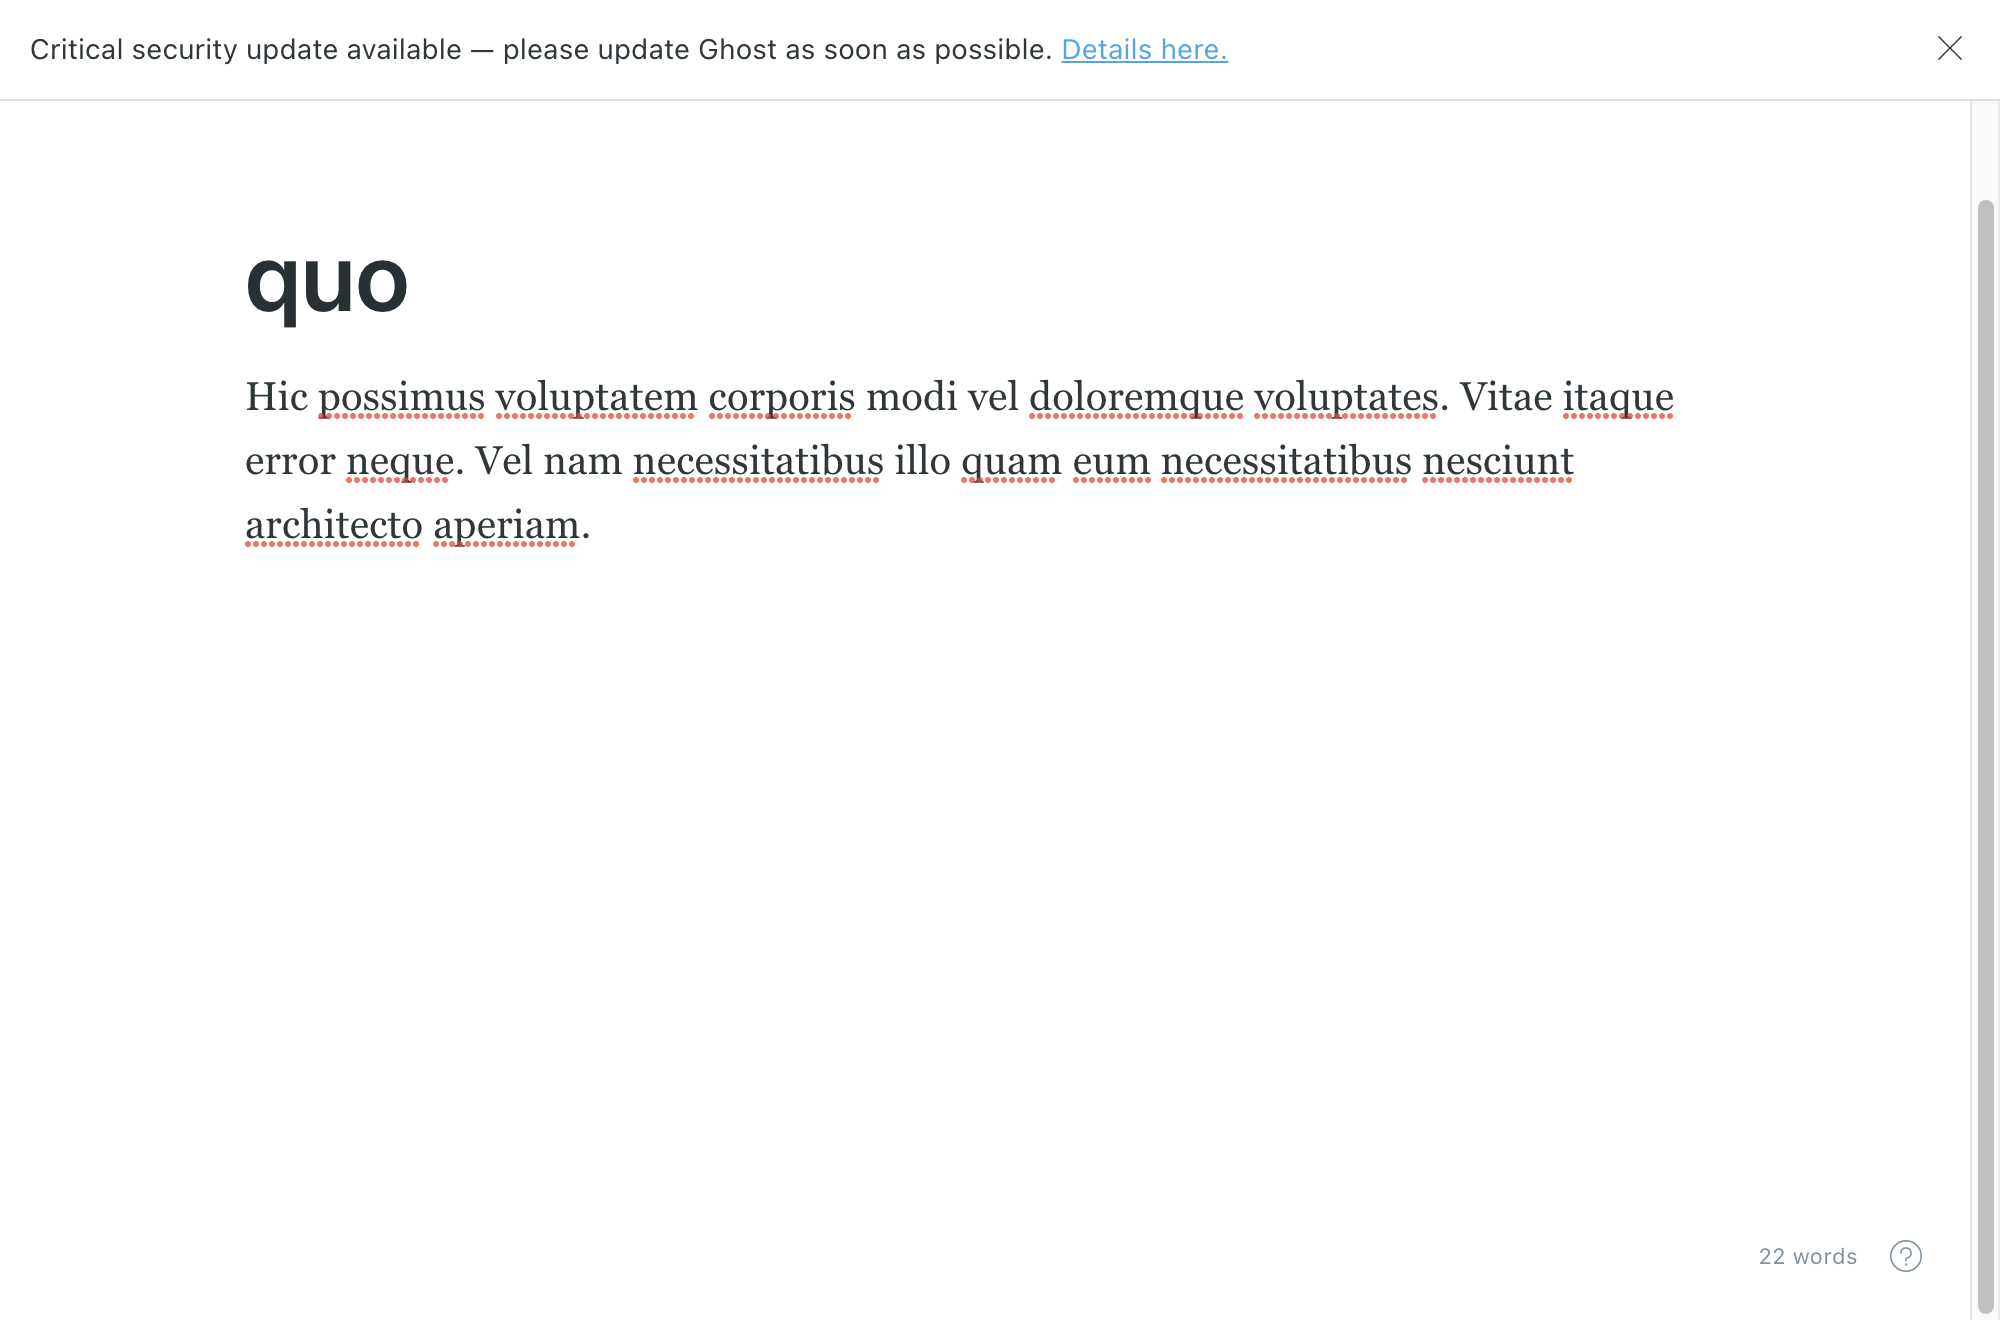 Critical security update available — please update Ghost as soon as possible. Details here.
quo
Hic possimus voluptatem corporis modi vel doloremque voluptates. Vitae itaque
error neque. Vel nam necessitatibus illo quam eum necessitatibus nesciunt
architecto aperiam.
22 words